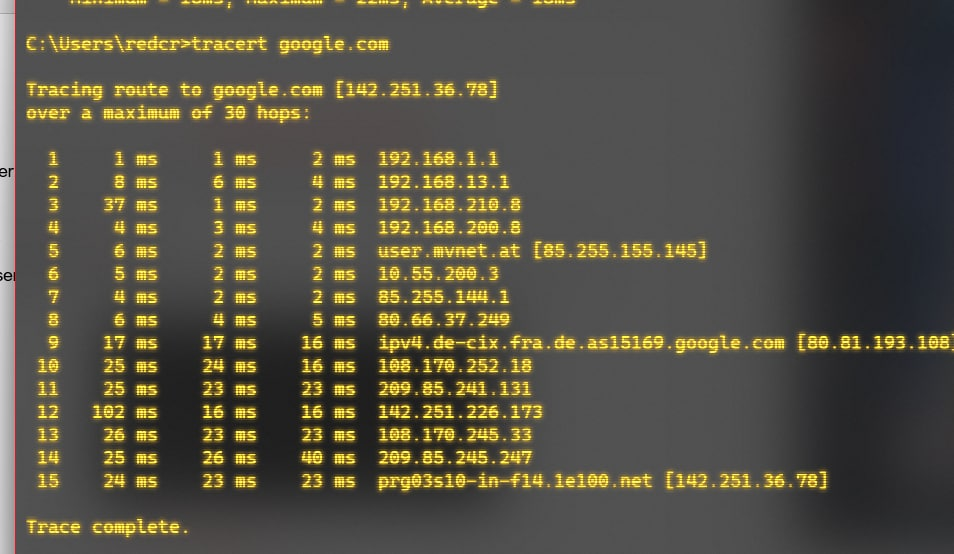 Minimum = 16ms, Maximum = 22ms, Average = 18ms
C:\Users\redcr>tracert google.com
Tracing route to google.com [142.251.36.78]
over a maximum of 30 hops:
1 1 ms 1 ms 2 ms 192.168.1.1
2 8 ms 6 ms 4 ms 192.168.13.1
3 37 ms 1 ms 2 ms 192.168.210.8
4 4 ms 3 ms 4 ms 192.168.200.8
5 6 ms 2 ms 2 ms user.mvnet.at [85.255.155.145]
6 5 ms 2 ms 2 ms 10.55.200.3
7 4 ms 2 ms 2 ms 85.255.144.1
8 6 ms 4 ms 5 ms 80.66.37.249
9 17 ms 17 ms 16 ms ipv4.de-cix.fra.de.as15169.google.com [80.81.193.108]
10 25 ms 24 ms 16 ms 108.170.252.18
11 25 ms 23 ms 23 ms 209.85.241.131
12 102 ms 16 ms 16 ms 142.251.226.173
13 26 ms 23 ms 23 ms 108.170.245.33
14 25 ms 26 ms 40 ms 209.85.245.247
15 24 ms 23 ms 23 ms prg03s10-in-f14.1e100.net [142.251.36.78]
Trace complete.